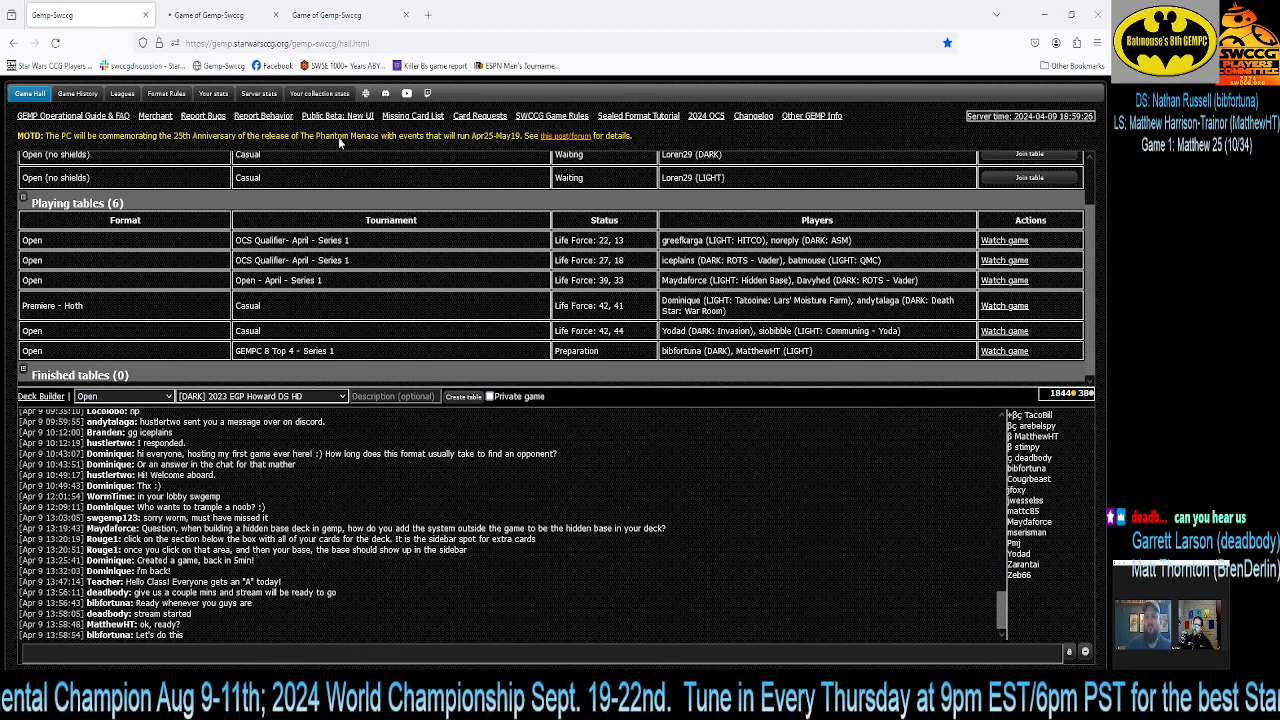 Gemp-Swccg
Game of Gemp-Swccg
Game of Gemp-Swccg
https://gemp.starwarsccg.org/gemp-swccg/hall.html
Star Wars CCG Players ...
swccgdiscussion - Star...
Gemp-Swccg
Facebook
SWSE 1000+ Years ABY...
Kevin Bs gemp report
ESPN Men's Tournam...
Other Bookmarks
Batmouse's 8th GEMPC
SWCCG PLAYERS COMMITTEE
Game Hall
Game History
Leagues
Format Rules
Your stats
Server stats
Your collection stats
GEMP Operational Guide & FAQ
Merchant
Report Bugs
Report Behavior
Public Beta: New UI
Card Requests
SWCCG Game Rules
Sealed Format Tutorial
2024 OCS
Changelog
Other GEMP Info
Server time: 2024-04-09 18:59:26
MOTD: The PC will be commemorating the 25th Anniversary of the release of The Phantom Menace with events that will run Apr25-May19. See this post/forum for details.
Open (no shields) Casual Waiting Loren29 (DARK) Join table
Open (no shields) Casual Waiting Loren29 (LIGHT) Join table
Playing tables (6)
Format Tournament Status Players Actions
Open OCS Qualifier- April - Series 1 Life Force: 22, 13 greefkarga (LIGHT: HITCO), noreply (DARK: ASM) Watch game
Open OCS Qualifier- April - Series 1 Life Force: 27, 18 iceplains (DARK: ROTS - Vader), batmouse (LIGHT: QMC) Watch game
Open Open - April - Series 1 Life Force: 39, 33 Maydaforce (LIGHT: Hidden Base), Davyhed (DARK: ROTS - Vader) Watch game
Premiere - Hoth Casual Life Force: 42, 41 Dominique (LIGHT: Tatooine: Lars' Moisture Farm), andytalaga (DARK: Death
Star: War Room) Watch game
Open Casual Life Force: 42, 44 Yodad (DARK: Invasion), siobibble (LIGHT: Communing - Yoda) Watch game
Open GEMPC 8 Top 4 - Series 1 Preparation bibfortuna (DARK), MatthewHT (LIGHT) Watch game
Finished tables (0)
Deck Builder | Open [DARK] 2023 EGP Howard DS HD Description (optional) Create table Private game 1844 380
[Apr 9 09:35:10] Locolobo: np
[Apr 9 09:59:55] andytalaga: hustlertwo sent you a message over on discord.
[Apr 9 10:12:00] Branden: gg iceplains
[Apr 9 10:12:19] hustlertwo: I responded.
[Apr 9 10:43:07] Dominique: hi everyone, hosting my first game ever here! :) How long does the format usually take to find an opponent?
[Apr 9 10:43:51] Dominique: Or an answer in the chat for that mather
[Apr 9 10:49:17] hustlertwo: Hi! Welcome aboard.
[Apr 9 10:49:43] Dominique: Thx :)
[Apr 9 12:01:54] WormTime: in your lobby swgemp
[Apr 9 12:09:11] Dominique: Who wants to trample a noob? :)
[Apr 9 13:03:05] swgemp123: sorry worm, must have missed it
[Apr 9 13:19:43] Maydaforce: Question, when building a hidden base deck in gemp, how do you add the system outside the game to be the hidden base in your deck?
[Apr 9 13:20:19] Rouge1: click on the section below the box with all of your cards for the deck. It is there for your extra cards
[Apr 9 13:20:51] Rouge1: once you click on that area, and then your base, the base should show up in the lower bar
[Apr 9 13:25:41] Dominique: Created a game, back in 5min!
[Apr 9 13:32:03] Dominique: I'm back!
[Apr 9 13:47:14] Teacher: Hello Class! Everyone gets an "A" today!
[Apr 9 13:56:11] deadbody: give us a couple mins and stream will be ready to go
[Apr 9 13:56:43] bibfortuna: Ready whenever you guys are
[Apr 9 13:58:05] deadbody: stream started
[Apr 9 13:58:48] MatthewHT: ok, ready?
[Apr 9 13:58:54] bibfortuna: Let's do this
+βç TacoBill
βç arebelspy
β MatthewHT
β stimpy
ç deadbody
bibfortuna
Cougrbeast
jfoxy
jwesselss
mattc85
Maydaforce
mserisman
Pmj
Yodad
Zarantai
Zeb66
DS: Nathan Russell (bibfortuna)
LS: Matthew Harrison-Trainor (MatthewHT)
Game 1: Matthew 25 (10/34)
deadb... can you hear us
Garrett Larson (deadbody)
Matt Thornton (BrenDerlin)
ental Champion Aug 9-11th; 2024 World Championship Sept. 19-22nd. Tune in Every Thursday at 9pm EST/6pm PST for the best Sta